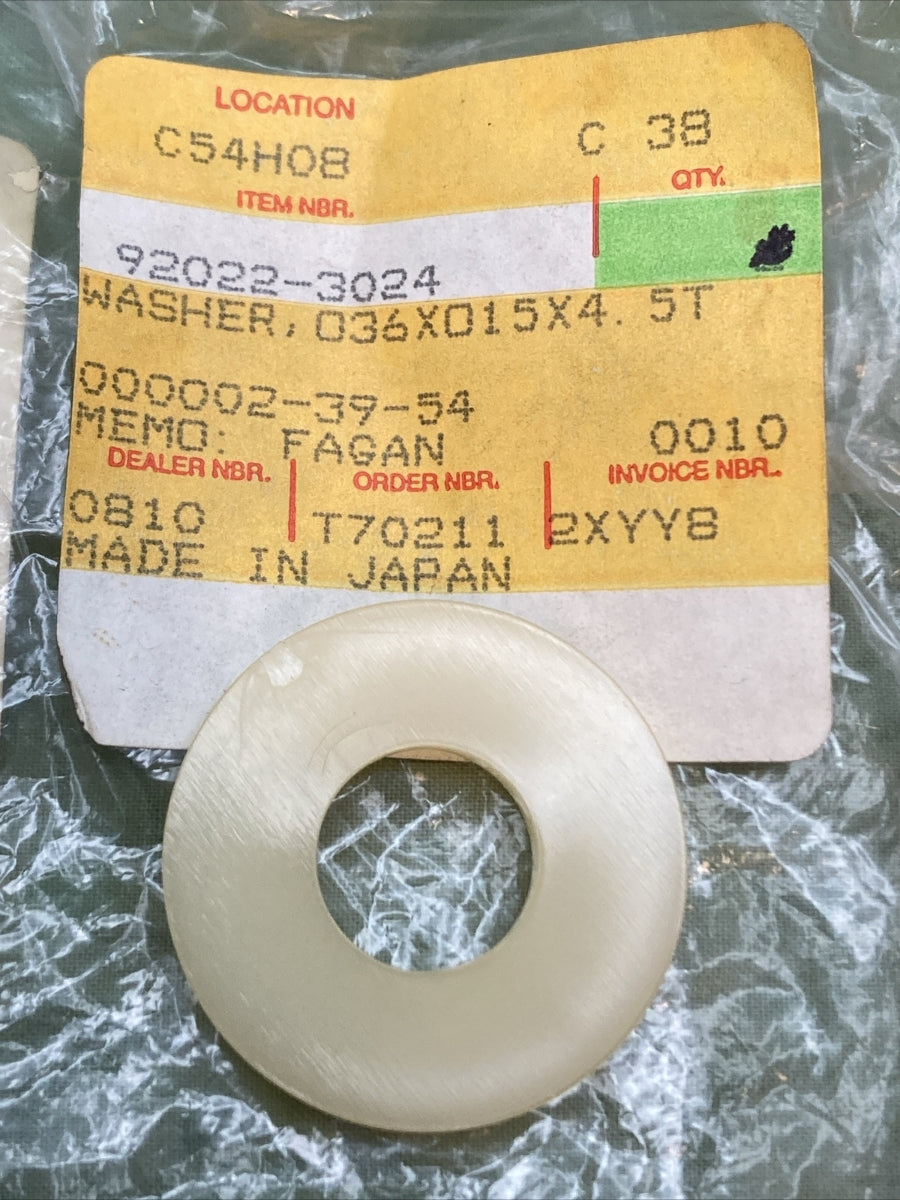 LOCATION
C54H08 C 38
ITEM NBR. QTY.
92022-3024
WASHER, 036X015X4. 5T
000002-39-54
MEMO: FAGAN 0010
DEALER NBR. ORDER NBR. INVOICE NBR.
0810 T70211 2XYY8
MADE IN JAPAN